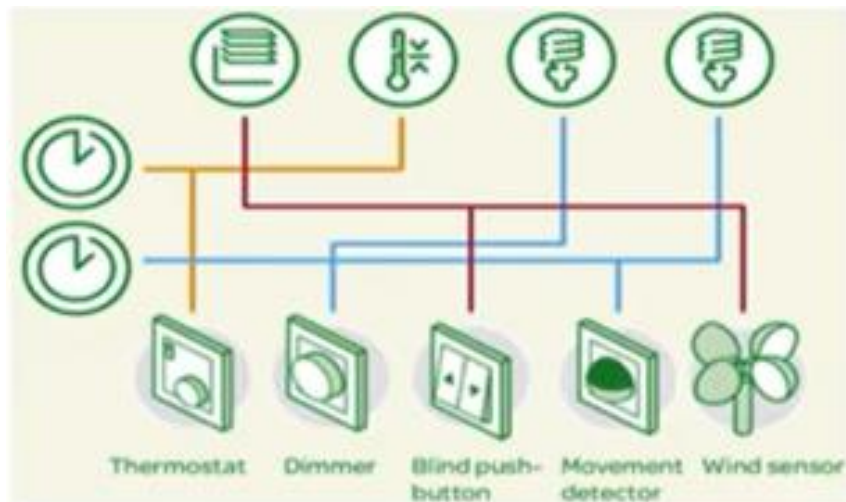 Thermostat
Dimmer
Blind push-
button
Movement
detector
Wind sensor